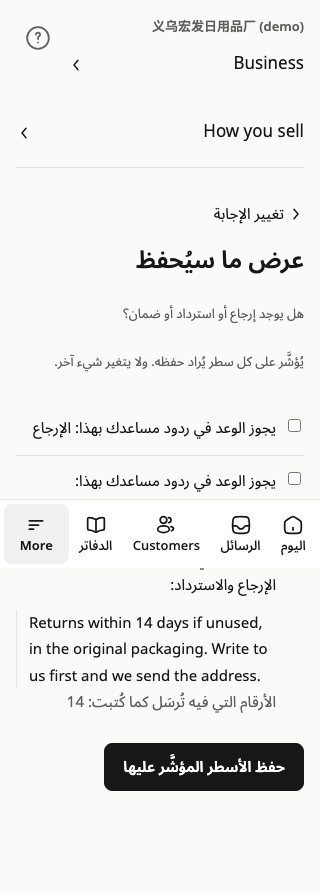 义乌宏发日用品厂 (demo)
Business
How you sell
تغيير الإجابة
عرض ما سيُحفظ
هل يوجد إرجاع أو استرداد أو ضمان؟
يُؤشَّر على كل سطر يُراد حفظه. ولا يتغير شيء آخر.
يجوز الوعد في ردود مساعدك بهذا: الإرجاع
يجوز الوعد في ردود مساعدك بهذا:
اليوم
الرسائل
Customers
الدفاتر
More
الإرجاع والاسترداد:
Returns within 14 days if unused,
in the original packaging. Write to
us first and we send the address.
الأرقام التي فيه تُرسَل كما كُتبت: 14
حفظ الأسطر المؤشَّر عليها